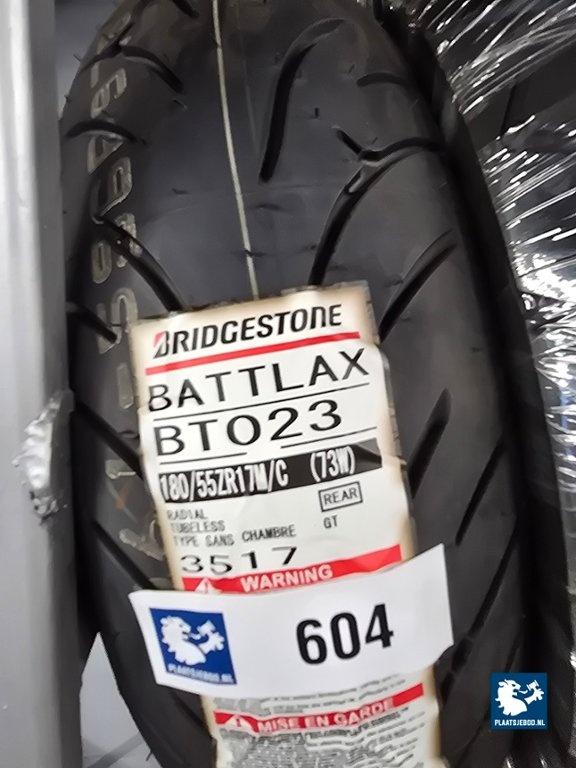 BRIDGESTONE
BATTLAX
BT023
180/55ZR17M/C (73W)
RADIAL
TUBELESS
TYPE SANS CHAMBRE
REAR
GT
3517
WARNING
PLAATSJEBOD.NL
604
MISE EN GARDE
PLAATSJEBOD.NL